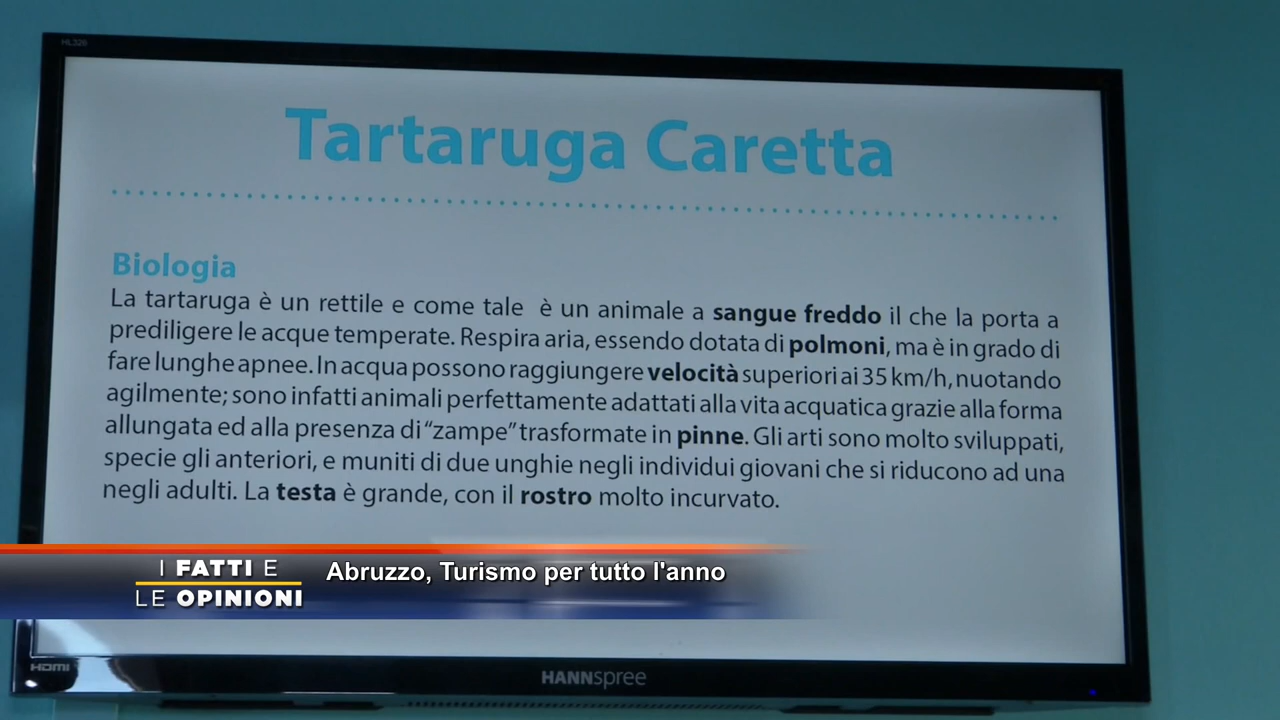 HL326
Tartaruga Caretta
Biologia
La tartaruga è un rettile e come tale è un animale a sangue freddo il che la porta a
prediligere le acque temperate. Respira aria, essendo dotata di polmoni, ma è in grado di
fare lunghe apnee. In acqua possono raggiungere velocità superiori ai 35 km/h, nuotando
agilmente; sono infatti animali perfettamente adattati alla vita acquatica grazie alla forma
allungata ed alla presenza di “zampe” trasformate in pinne. Gli arti sono molto sviluppati,
specie gli anteriori, e muniti di due unghie negli individui giovani che si riducono ad una
negli adulti. La testa è grande, con il rostro molto incurvato.
I FATTI E
LE OPINIONI
Abruzzo, Turismo per tutto l'anno
HDMI
HANNspree